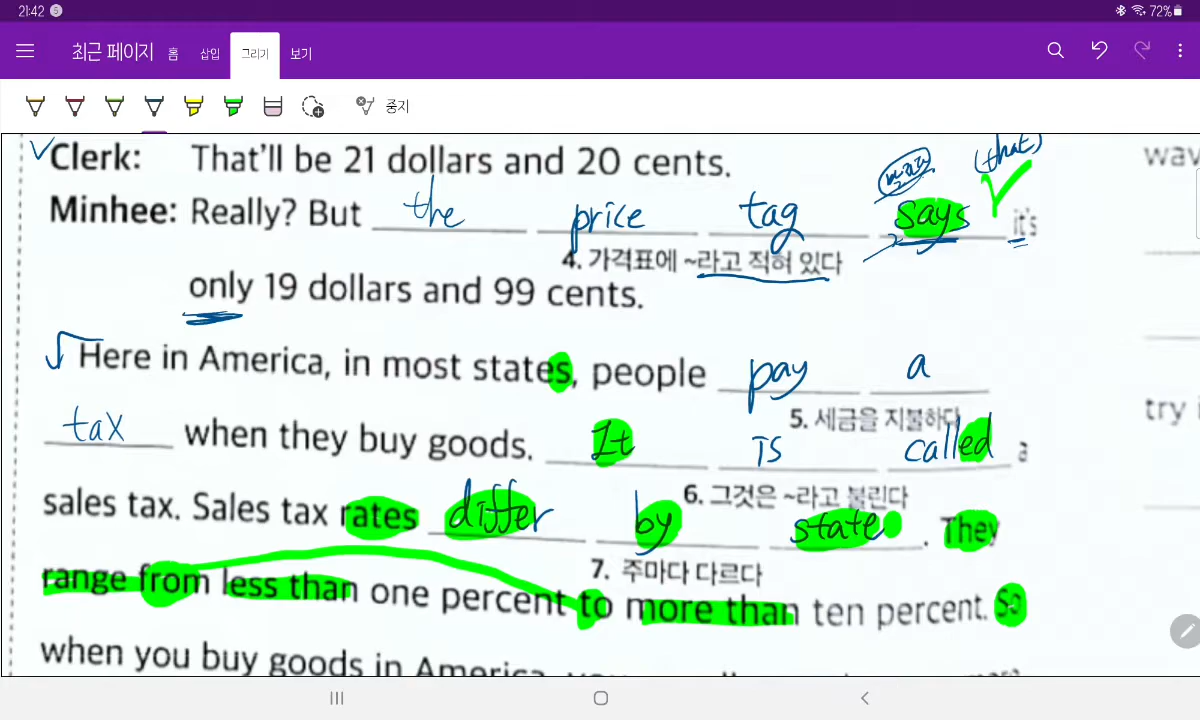 21:42 72%
최근 페이지 홈 삽입 그리기 보기
중지
(that)
Clerk: That'll be 21 dollars and 20 cents. wav
Minhee: Really? But the price tag says it's
4. 가격표에 ~라고 적혀 있다
only 19 dollars and 99 cents.
Here in America, in most states, people pay a
5. 세금을 지불하다 try i
tax when they buy goods. It is called a
6. 그것은 ~라고 불린다
sales tax. Sales tax rates differ by state. They
7. 주마다 다르다
range from less than one percent to more than ten percent. So
when you buy goods in America,